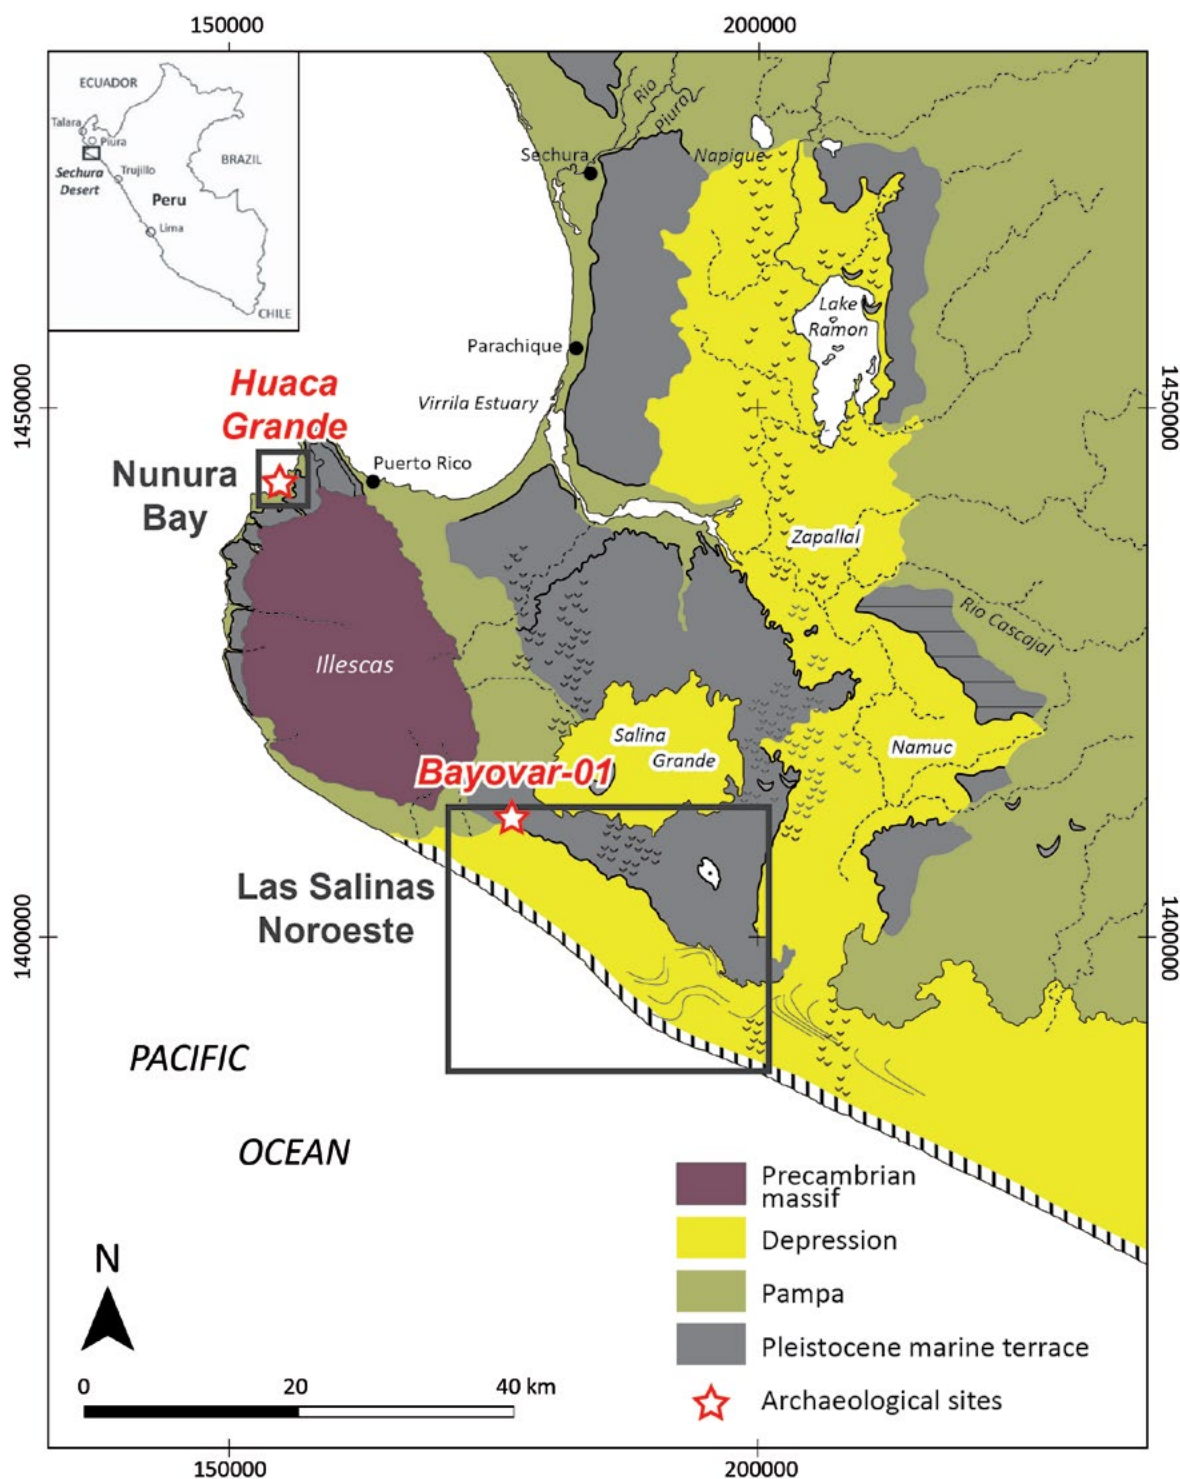 150000
200000
ECUADOR
Talara
Piura
BRAZIL
Sechura
Desert
Trujillo
Peru
Lima
CHILE
Rio
Piura
Sechura
Napique
Lake
Ramon
Parachique
Virrila Estuary
1450000
1450000
Huaca
Grande
Nunura
Bay
Puerto Rico
Zapallal
Rio Cascajal
Illescas
Salina
Grande
Namuc
Bayovar-01
Las Salinas
Noroeste
1400000
1400000
PACIFIC
OCEAN
Precambrian
massif
Depression
Pampa
Pleistocene marine terrace
Archaeological sites
N
0 20 40 km
150000
200000